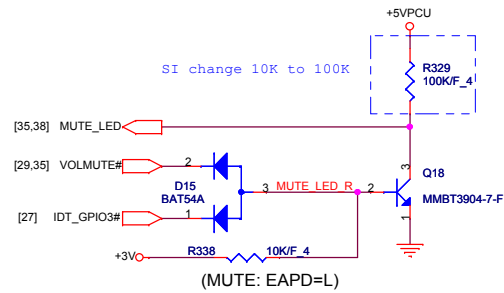 +5VPCU
SI change 10K to 100K
R329
100K/F_4
[35,38] MUTE_LED
[29,35] VOLMUTE#
2
3
Q18
D15
BAT54A
3
MUTE_LED_R
2
MMBT3904-7-F
[27] IDT_GPIO3#
1
1
+3V
R338
10K/F_4
(MUTE: EAPD=L)